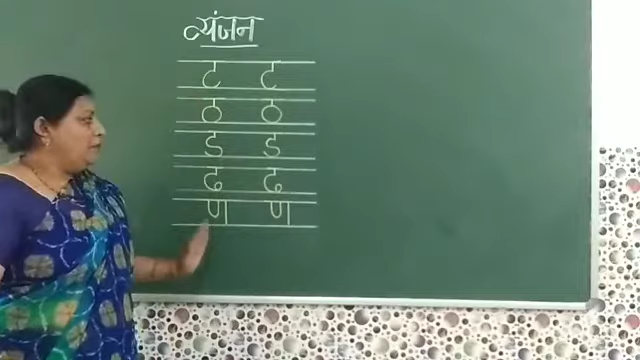 व्यंजन
ट ट
ठ ठ
ड ड
ढ ढ
ण ण